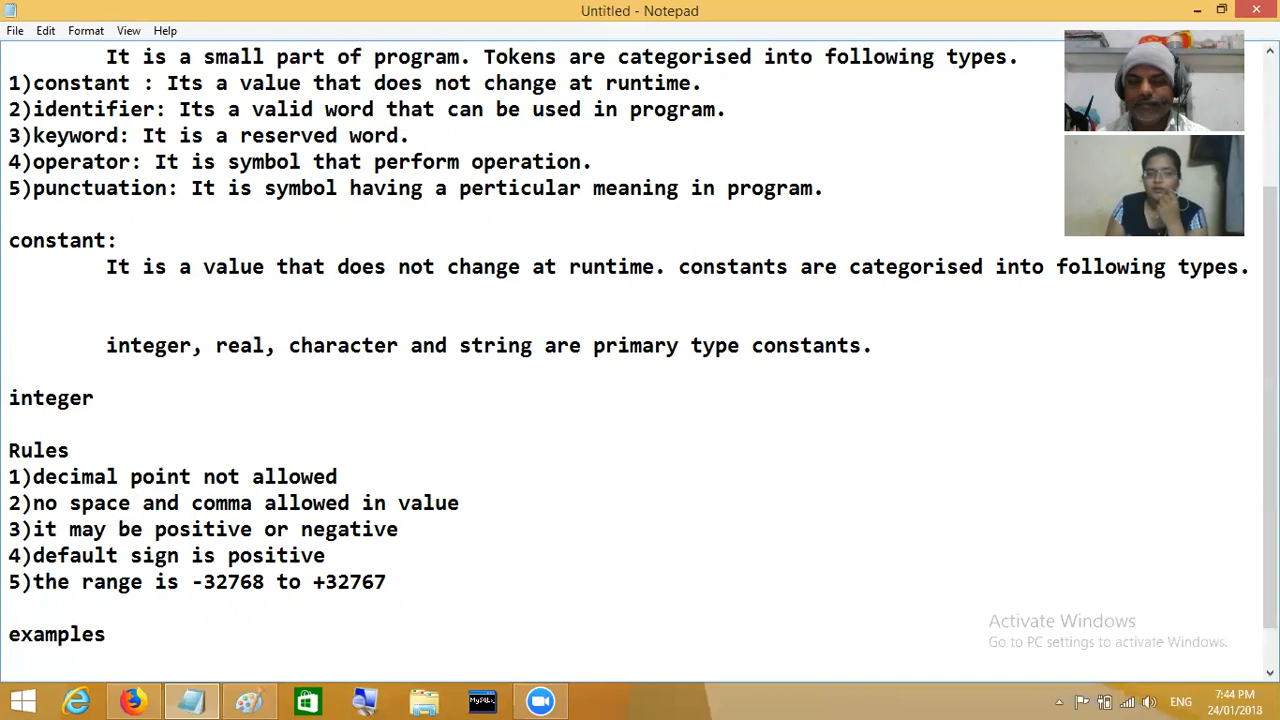 Untitled - Notepad
File Edit Format View Help
It is a small part of program. Tokens are categorised into following types.
1)constant : Its a value that does not change at runtime.
2)identifier: Its a valid word that can be used in program.
3)keyword: It is a reserved word.
4)operator: It is symbol that perform operation.
5)punctuation: It is symbol having a perticular meaning in program.
constant:
It is a value that does not change at runtime. constants are categorised into following types.
integer, real, character and string are primary type constants.
integer
Rules
1)decimal point not allowed
2)no space and comma allowed in value
3)it may be positive or negative
4)default sign is positive
5)the range is -32768 to +32767
examples
Activate Windows
Go to PC settings to activate Windows.
MySQL
ENG
7:44 PM
24/01/2018